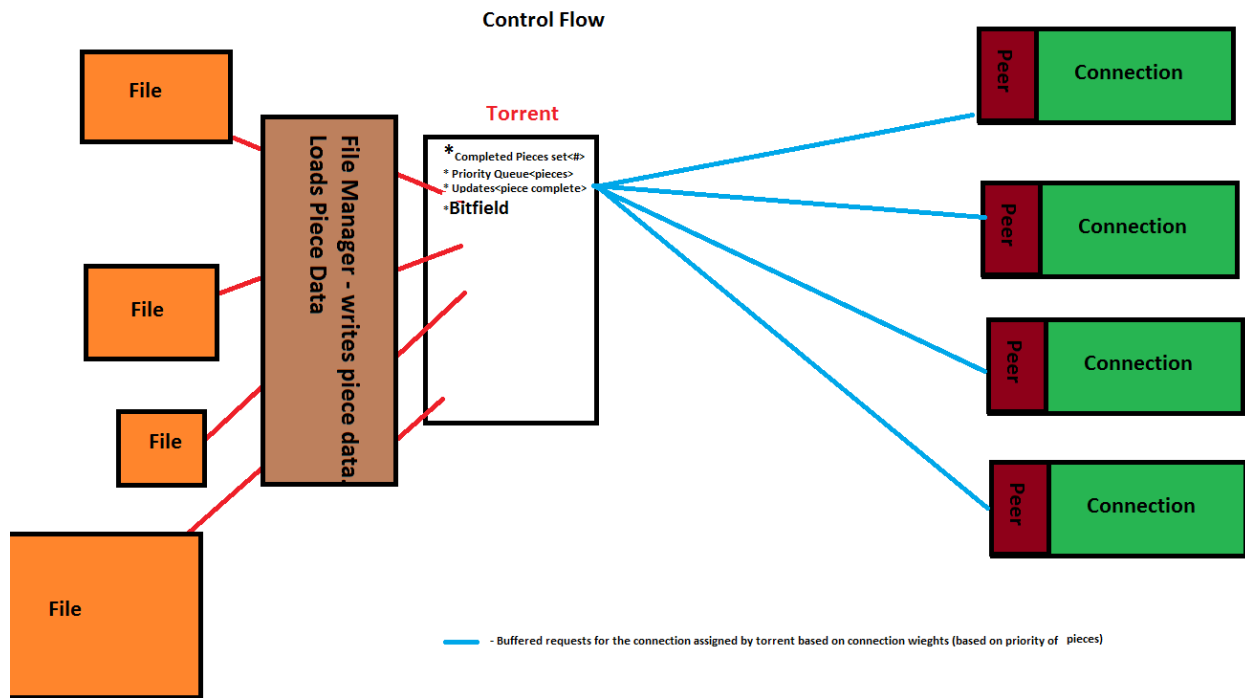 Control Flow
File
File
File
File
File Manager - writes piece data.
Loads Piece Data
Torrent
*Completed Pieces set<#>
* Priority Queue<pieces>
* Updates<piece complete>
*Bitfield
Peer
Connection
Peer
Connection
Peer
Connection
Peer
Connection
- Buffered requests for the connection assigned by torrent based on connection wieghts (based on priority of pieces)